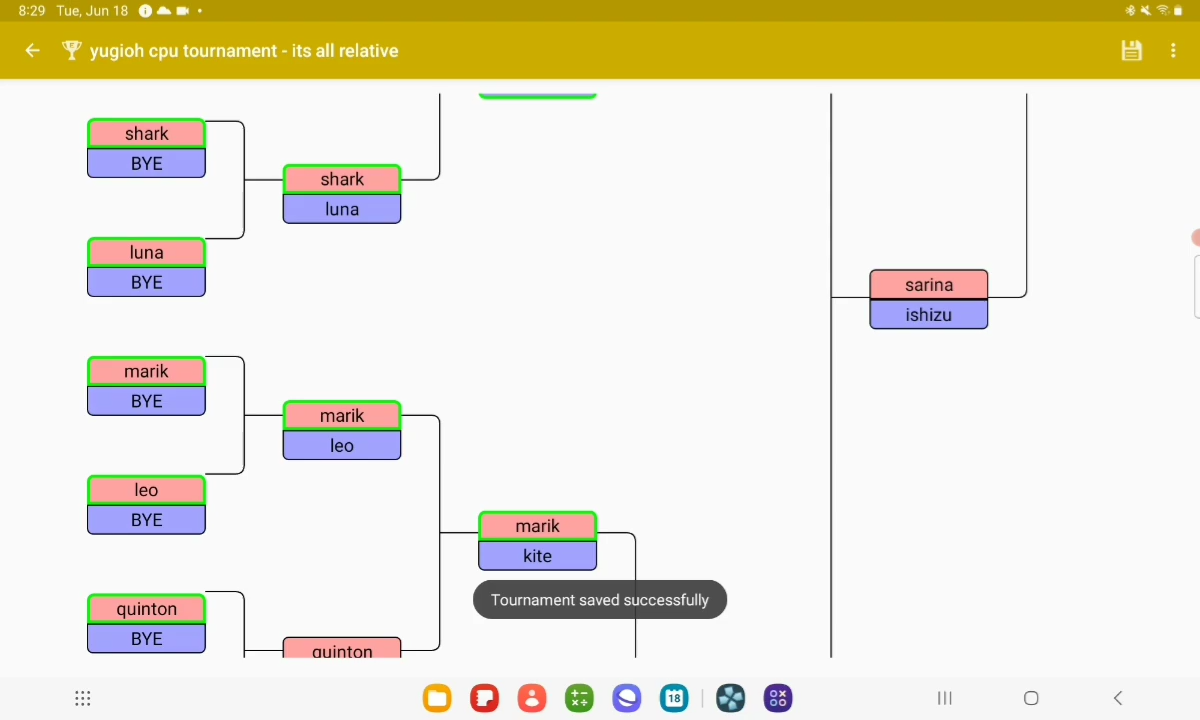 8:29 Tue, Jun 18
yugioh cpu tournament - its all relative
shark
BYE
shark
luna
luna
BYE
sarina
ishizu
marik
BYE
marik
leo
leo
BYE
marik
kite
Tournament saved successfully
quinton
BYE
quinton
18